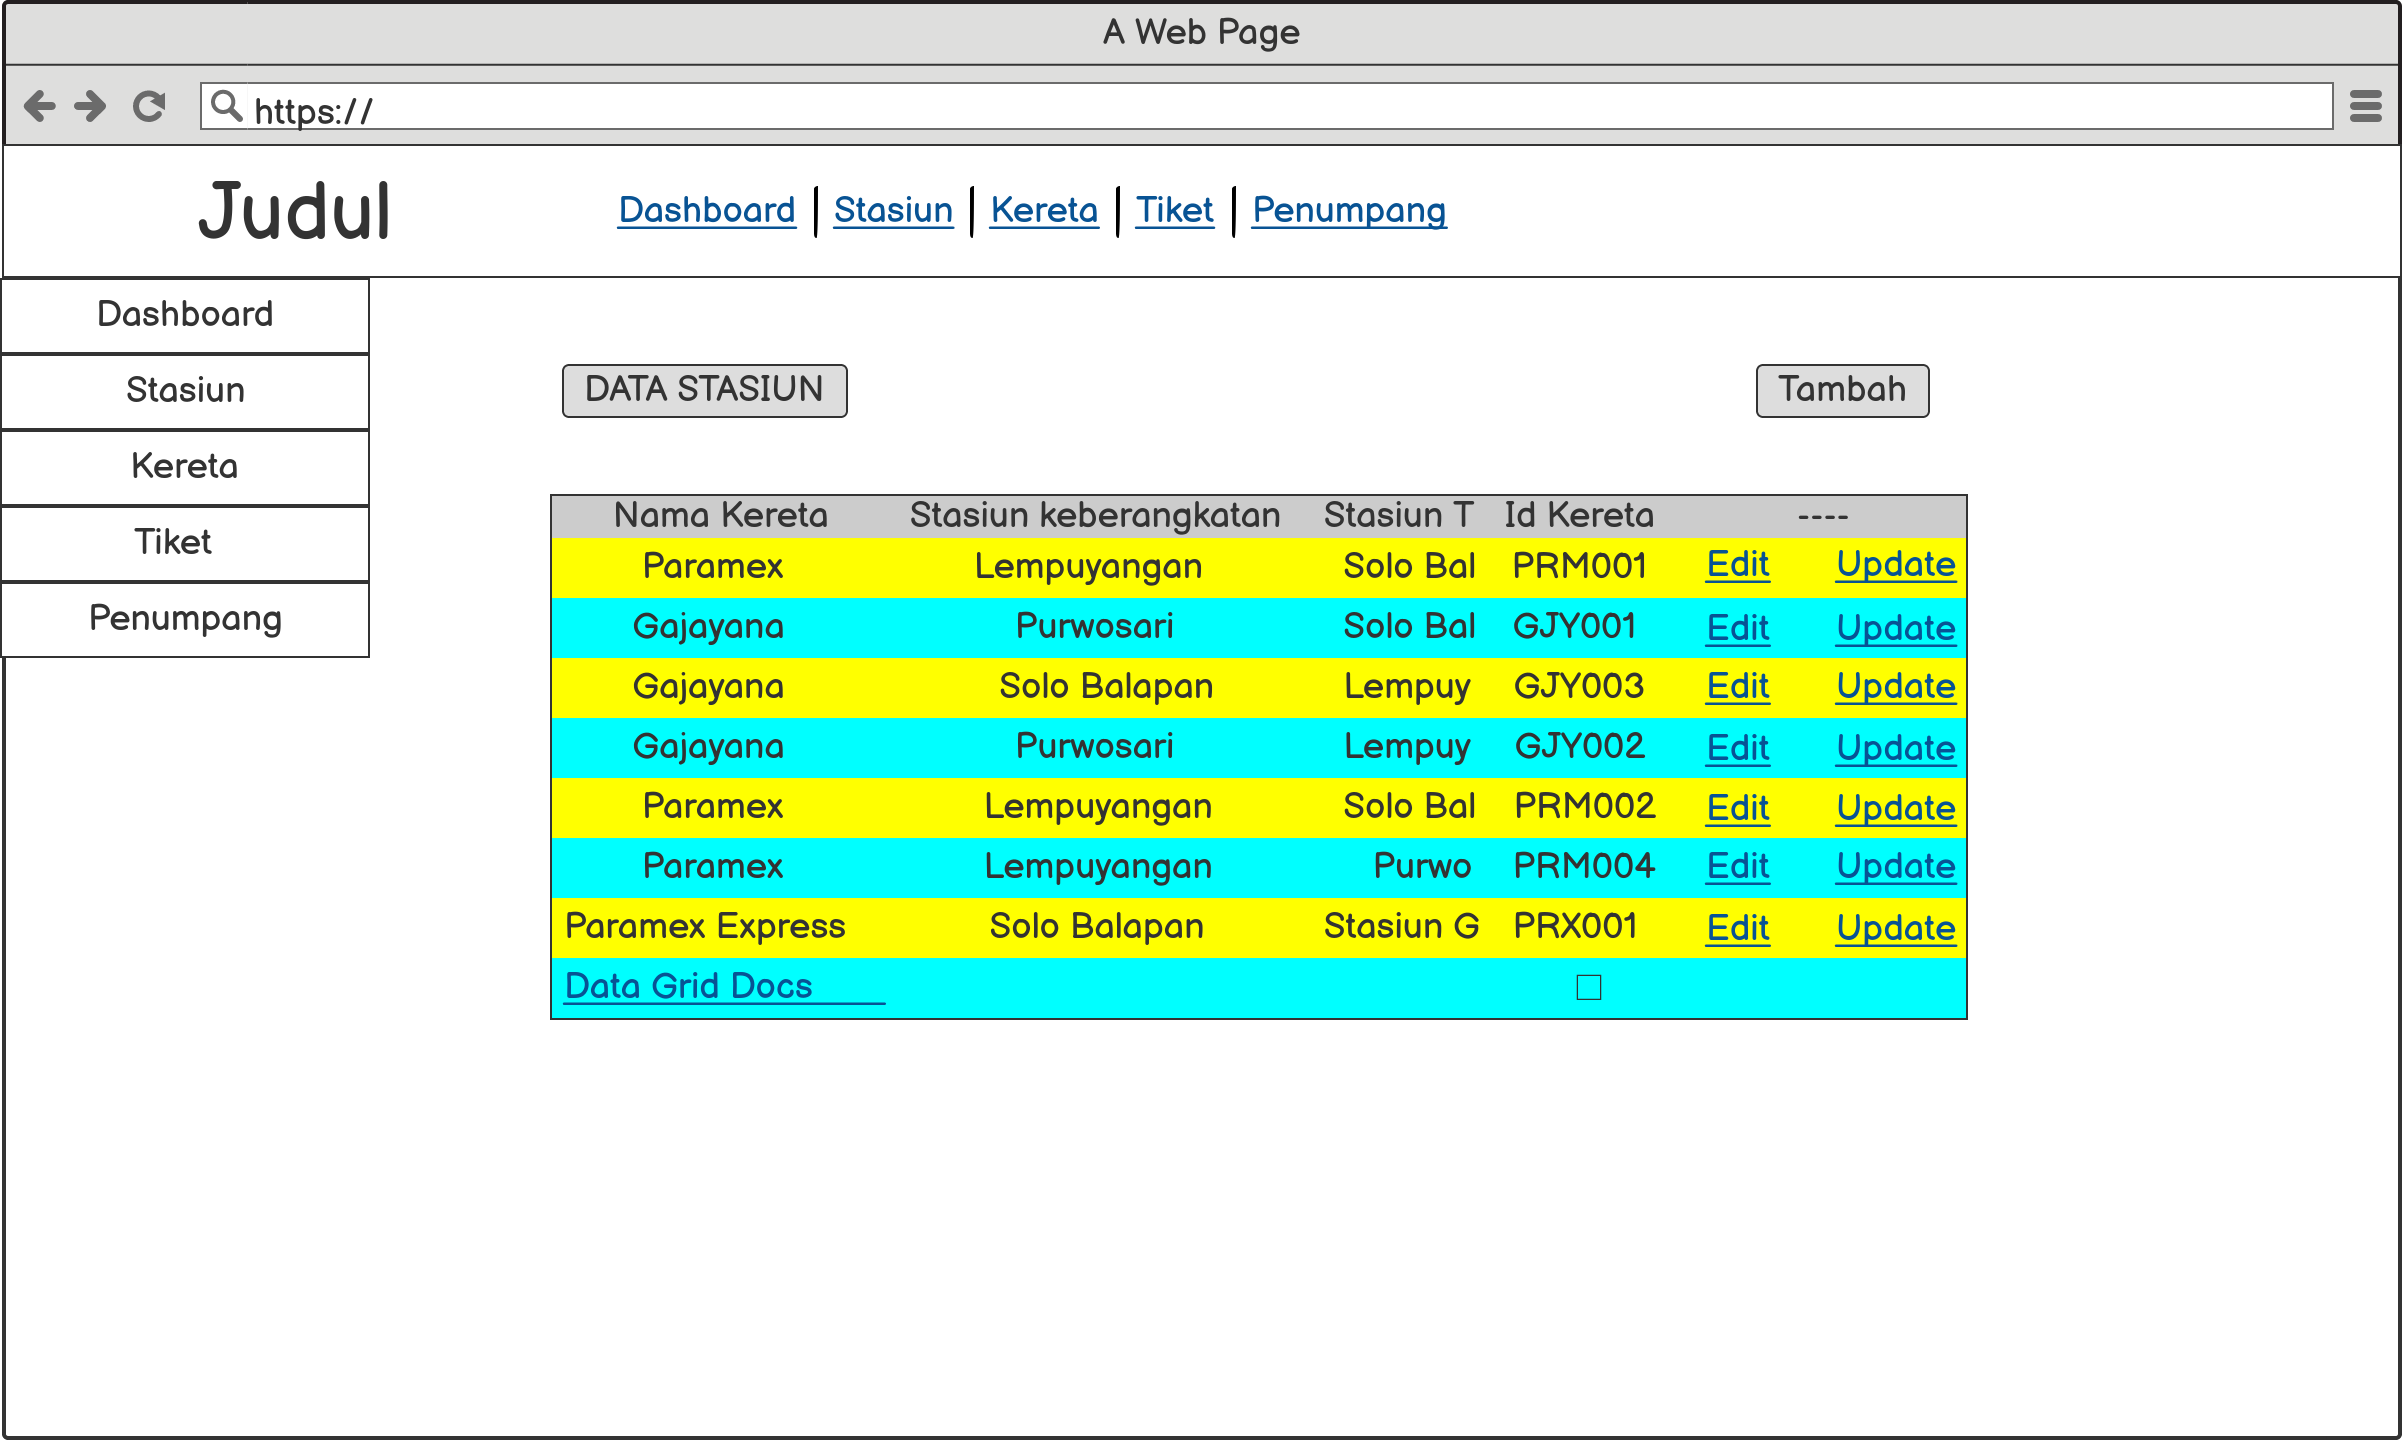 A Web Page
https://
Judul
Dashboard Stasiun Kereta Tiket Penumpang
Dashboard
Stasiun
Kereta
Tiket
Penumpang
DATA STASIUN Tambah
Nama Kereta Stasiun keberangkatan Stasiun T Id Kereta ----
Paramex Lempuyangan Solo Bal PRM001 Edit Update
Gajayana Purwosari Solo Bal GJY001 Edit Update
Gajayana Solo Balapan Lempuy GJY003 Edit Update
Gajayana Purwosari Lempuy GJY002 Edit Update
Paramex Lempuyangan Solo Bal PRM002 Edit Update
Paramex Lempuyangan Purwo PRM004 Edit Update
Paramex Express Solo Balapan Stasiun G PRX001 Edit Update
Data Grid Docs